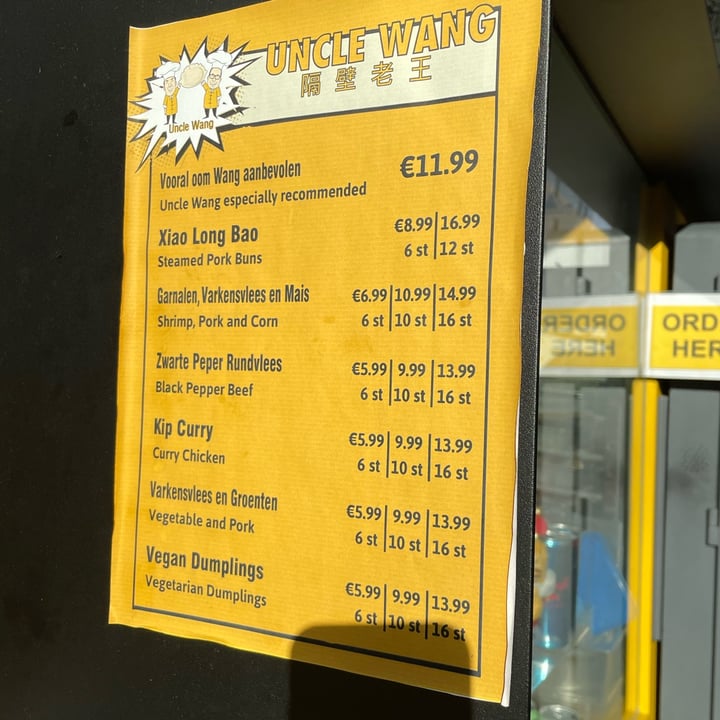 UNCLE WANG
隔壁老王
Uncle Wang
Vooral oom Wang aanbevolen €11.99
Uncle Wang especially recommended
Xiao Long Bao €8.99|16.99
Steamed Pork Buns 6 st|12 st
Garnalen, Varkensvlees en Mais €6.99|10.99|14.99
Shrimp, Pork and Corn 6 st|10 st|16 st
Zwarte Peper Rundvlees €5.99|9.99|13.99
Black Pepper Beef 6 st|10 st|16 st
Kip Curry €5.99|9.99|13.99
Curry Chicken 6 st|10 st|16 st
Varkensvlees en Groenten €5.99|9.99|13.99
Vegetable and Pork 6 st|10 st|16 st
Vegan Dumplings €5.99|9.99|13.99
Vegetarian Dumplings 6 st|10 st|16 st
ORDER HERE
ORD
HER